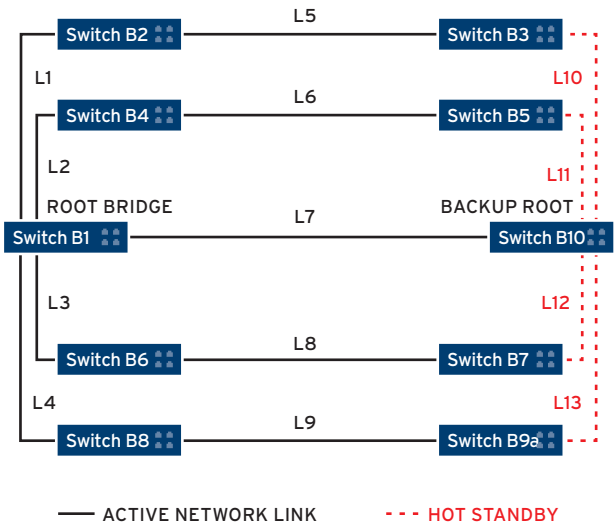 L5
Switch B2
Switch B3
L1
L10
L6
Switch B4
Switch B5
L2
L11
ROOT BRIDGE
BACKUP ROOT
L7
Switch B1
Switch B10
L3
L12
L8
Switch B6
Switch B7
L4
L13
L9
Switch B8
Switch B9a
ACTIVE NETWORK LINK
HOT STANDBY